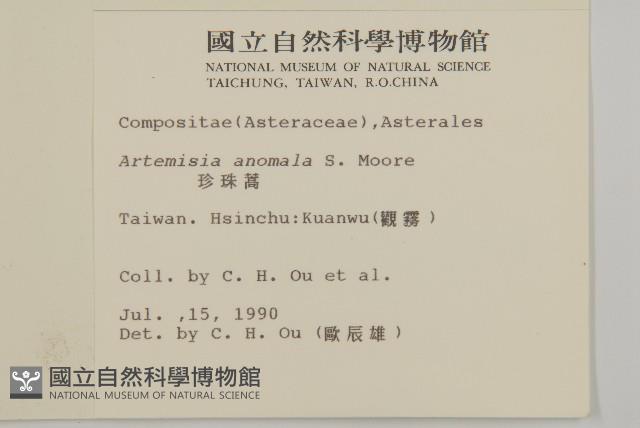 國立自然科學博物館
NATIONAL MUSEUM OF NATURAL SCIENCE
TAICHUNG, TAIWAN, R.O.CHINA
Compositae(Asteraceae),Asterales
Artemisia anomala S. Moore
珍珠蒿
Taiwan. Hsinchu:Kuanwu(觀霧)
Coll. by C. H. Ou et al.
Jul. ,15, 1990
Det. by C. H. Ou (歐辰雄)
國立自然科學博物館
NATIONAL MUSEUM OF NATURAL SCIENCE